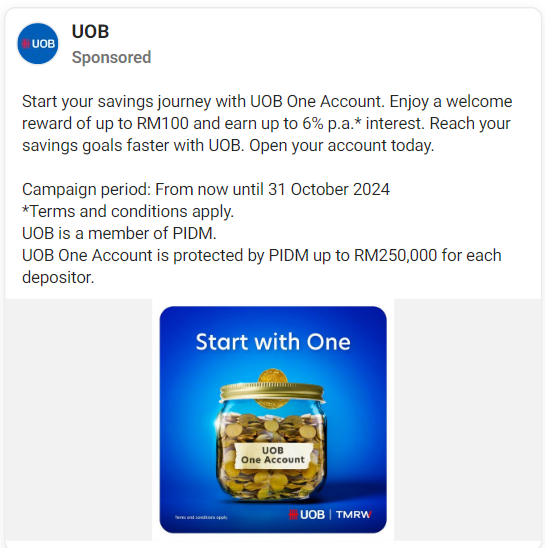 UOB
UOB
Sponsored
Start your savings journey with UOB One Account. Enjoy a welcome
reward of up to RM100 and earn up to 6% p.a.* interest. Reach your
savings goals faster with UOB. Open your account today.
Campaign period: From now until 31 October 2024
*Terms and conditions apply.
UOB is a member of PIDM.
UOB One Account is protected by PIDM up to RM250,000 for each
depositor.
Start with One
UOB
One Account
Terms and conditions apply.
UOB | TMRW